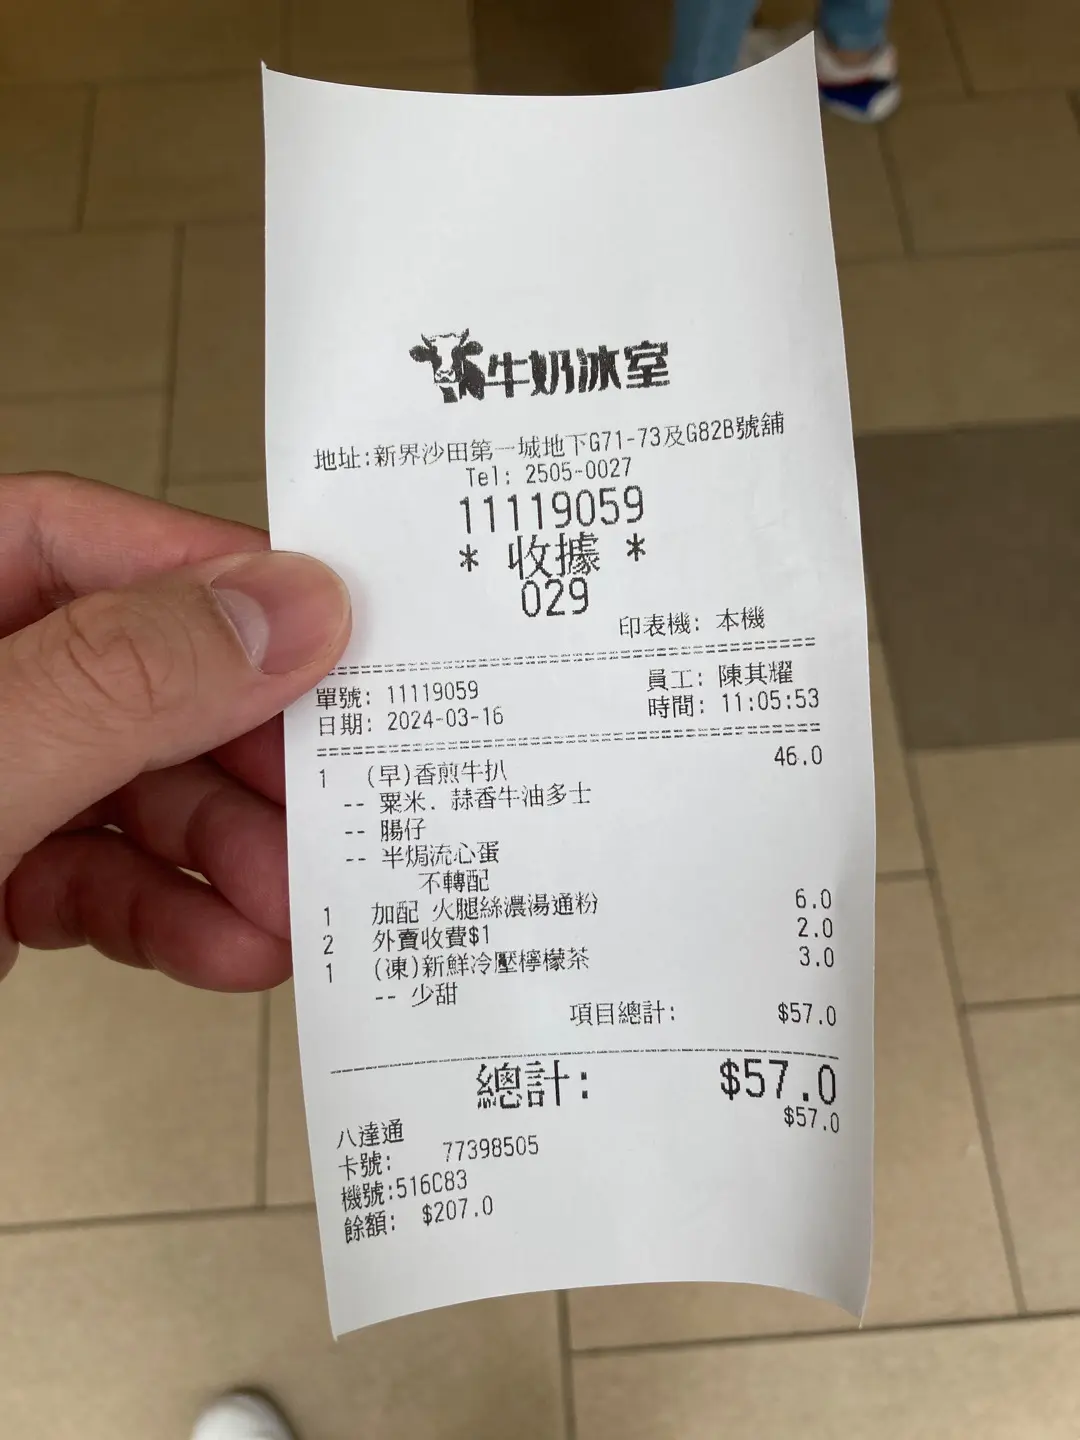 牛奶冰室
地址:新界沙田第一城地下G71-73及G82B號舖
Tel: 2505-0027
11119059
* 收據 *
029
印表機: 本機
單號: 11119059 員工: 陳其耀
日期: 2024-03-16 時間: 11:05:53
1 (早)香煎牛扒 46.0
-- 粟米. 蒜香牛油多士
-- 腸仔
-- 半焗流心蛋
不轉配
1 加配 火腿絲濃湯通粉 6.0
2 外賣收費$1 2.0
1 (凍)新鮮冷壓檸檬茶 3.0
-- 少甜
項目總計: $57.0
總計: $57.0
八達通 $57.0
卡號: 77398505
機號:516C83
餘額: $207.0